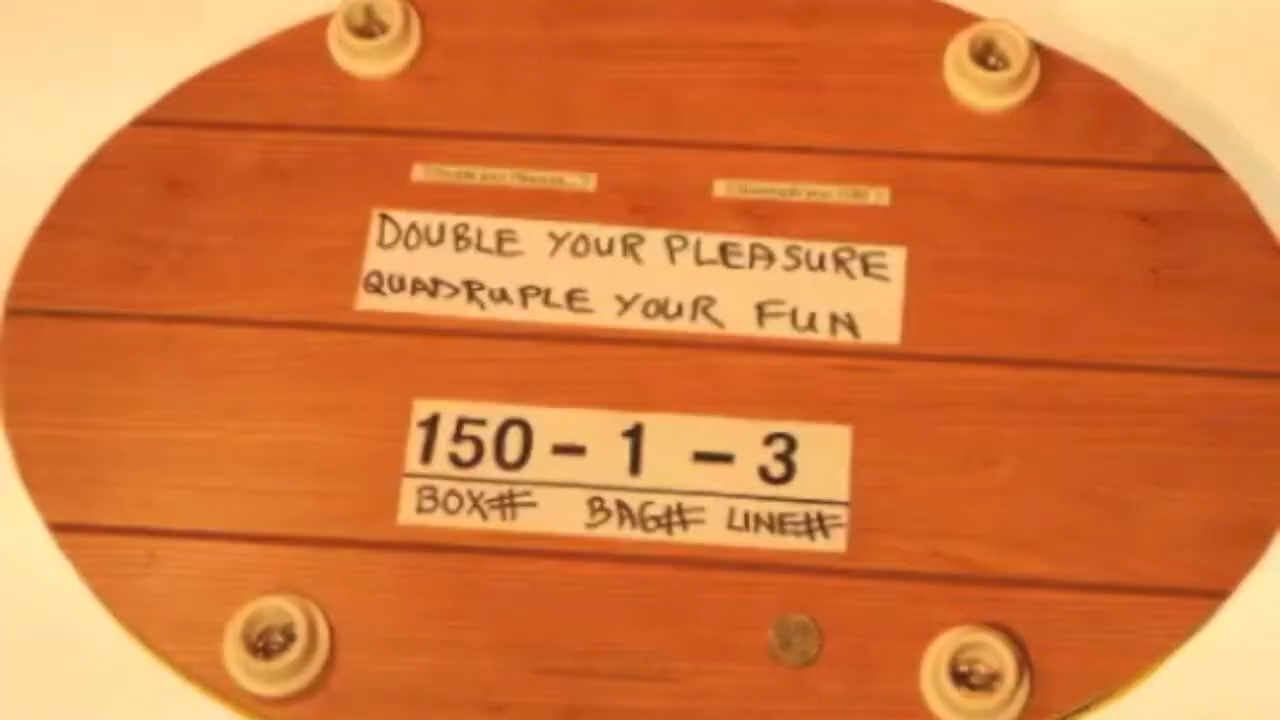 DOUBLE YOUR PLEASURE
QUADRUPLE YOUR FUN
150 - 1 - 3
BOX# BAG# LINE#